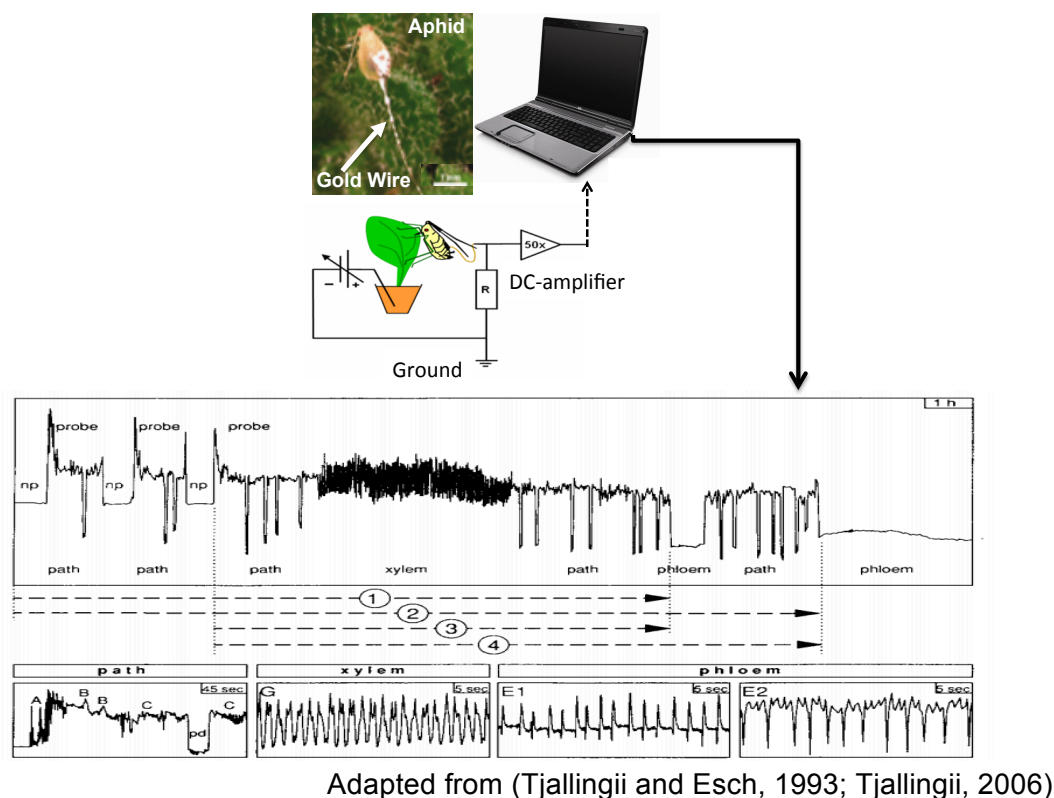 Aphid
Gold Wire
1 mm
50x
DC-amplifier
R
− +
Ground
1 h
probe probe probe
np np np
path path path xylem path phloem path phloem
1
2
3
4
path xylem phloem
45 sec 5 sec 5 sec 5 sec
A B B C pd C G E1 E2
Adapted from (Tjallingii and Esch, 1993; Tjallingii, 2006)